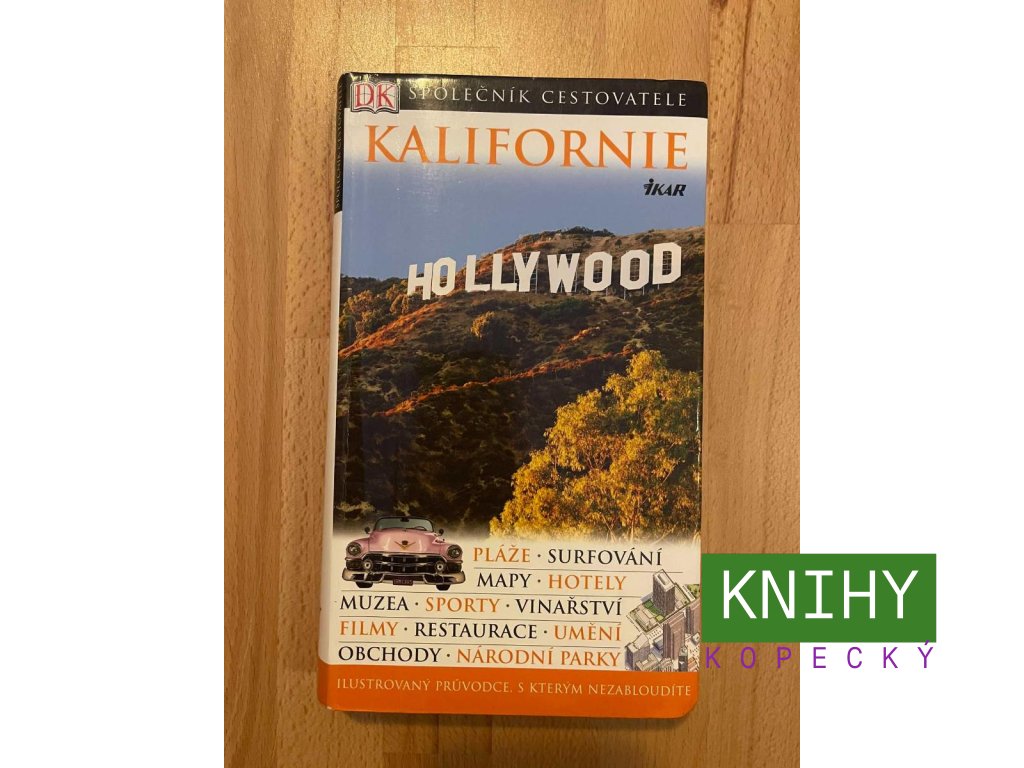 DK SPOLEČNÍK CESTOVATELE
KALIFORNIE
IKAR
HOLLYWOOD
PLÁŽE · SURFOVÁNÍ
MAPY · HOTELY
MUZEA · SPORTY · VINAŘSTVÍ
FILMY · RESTAURACE · UMĚNÍ
OBCHODY · NÁRODNÍ PARKY
ILUSTROVANÝ PRŮVODCE, S KTERÝM NEZABLOUDÍTE
KNIHY
KOPECKÝ